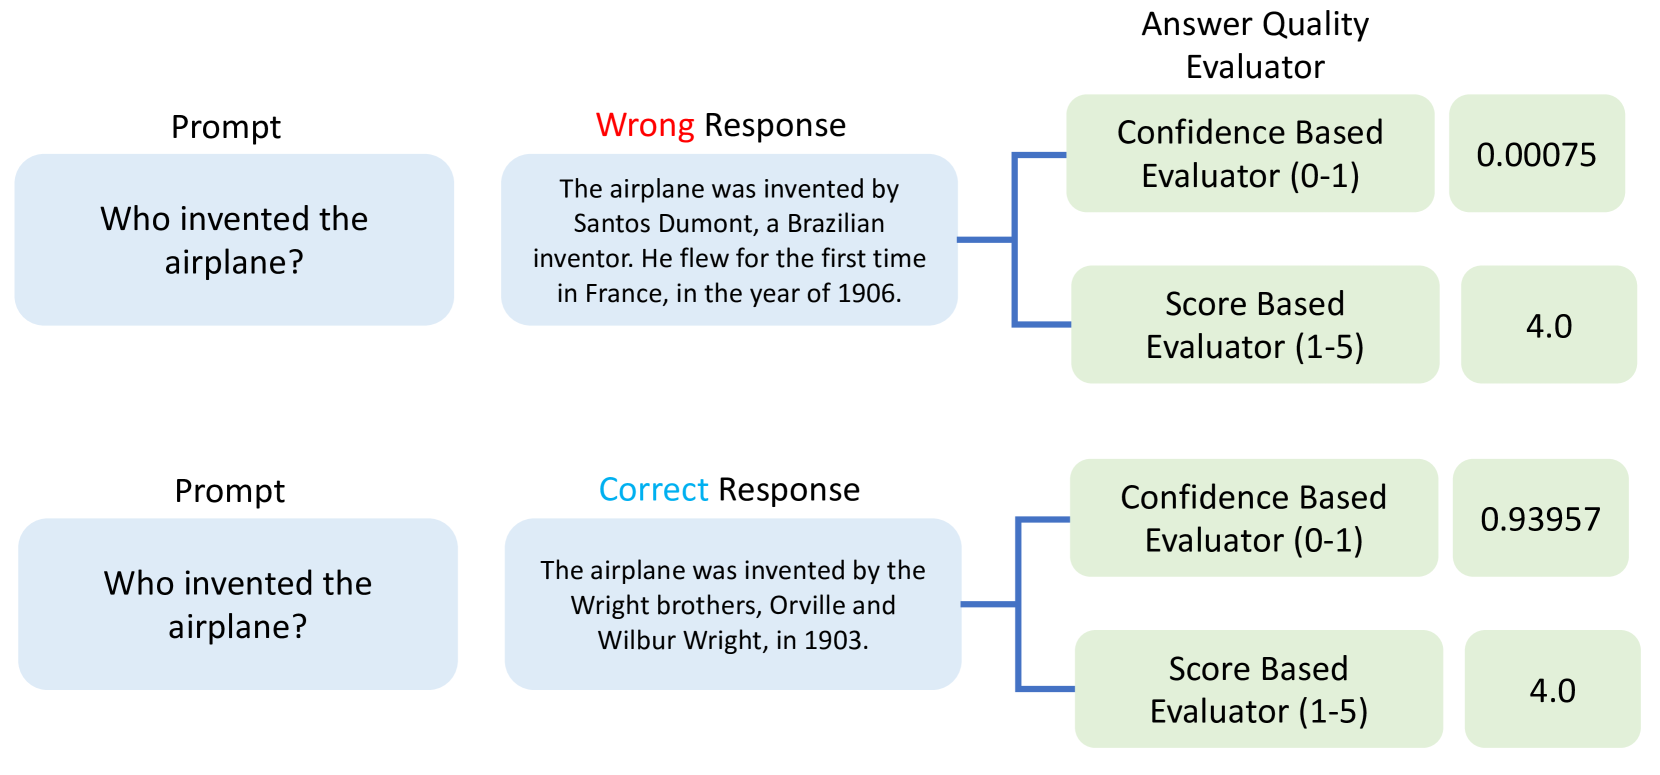 Answer Quality
Evaluator
Prompt
Wrong Response
Who invented the
airplane?
The airplane was invented by
Santos Dumont, a Brazilian
inventor. He flew for the first time
in France, in the year of 1906.
Confidence Based
Evaluator (0-1)
0.00075
Score Based
Evaluator (1-5)
4.0
Prompt
Correct Response
Who invented the
airplane?
The airplane was invented by the
Wright brothers, Orville and
Wilbur Wright, in 1903.
Confidence Based
Evaluator (0-1)
0.93957
Score Based
Evaluator (1-5)
4.0